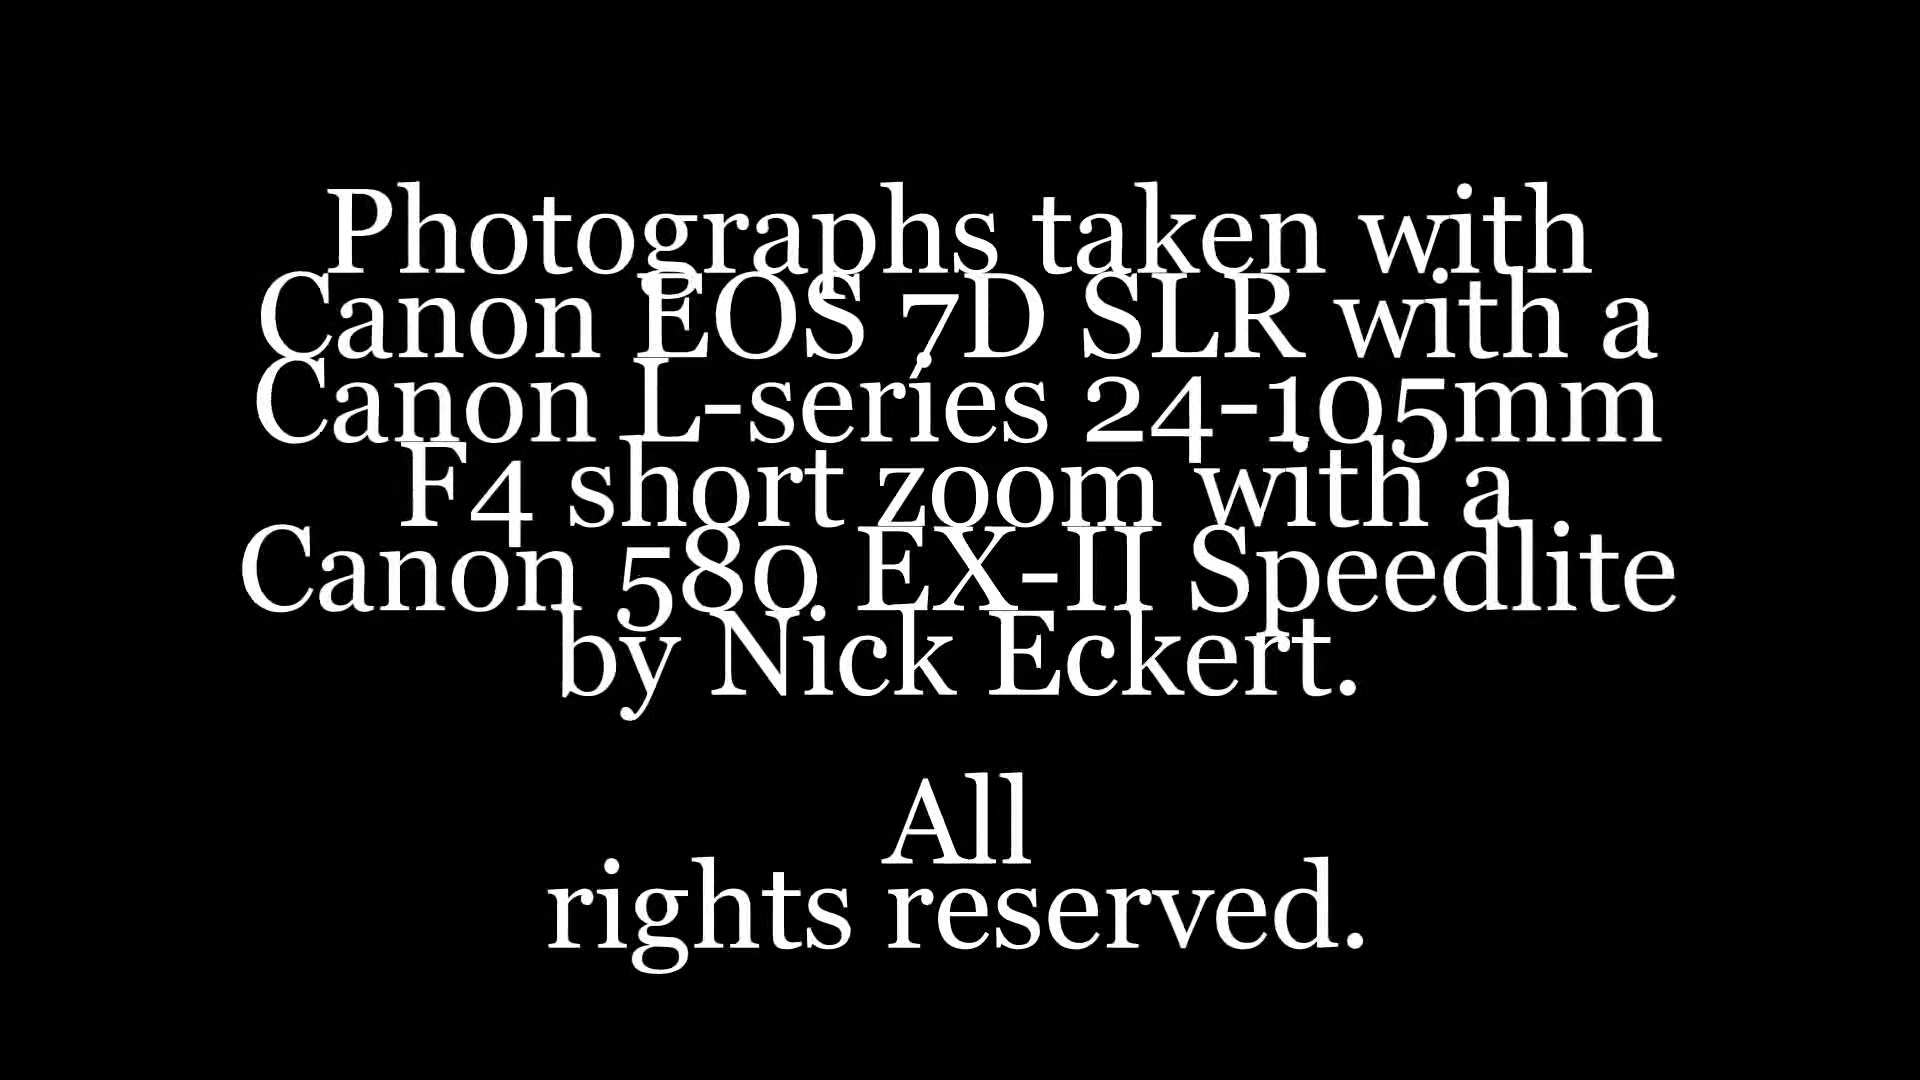 Photographs taken with
Canon EOS 7D SLR with a
Canon L-series 24-105mm
F4 short zoom with a
Canon 580 EX-II Speedlite
by Nick Eckert.
All
rights reserved.